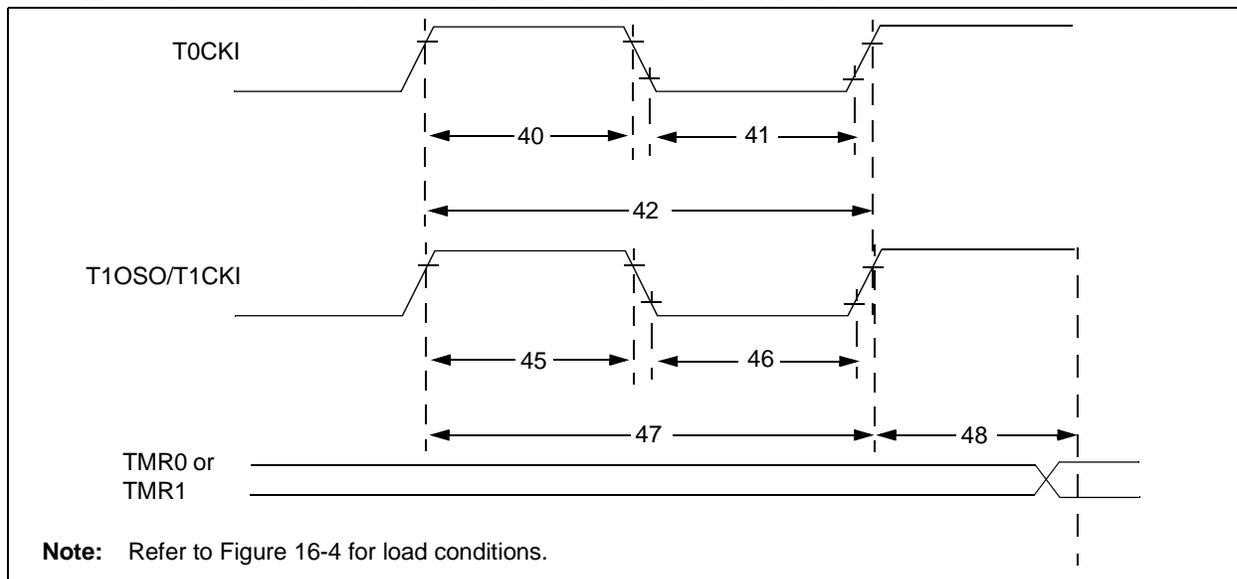 T0CKI
40
41
42
T1OSO/T1CKI
45
46
47
48
TMR0 or
TMR1
Note: Refer to Figure 16-4 for load conditions.